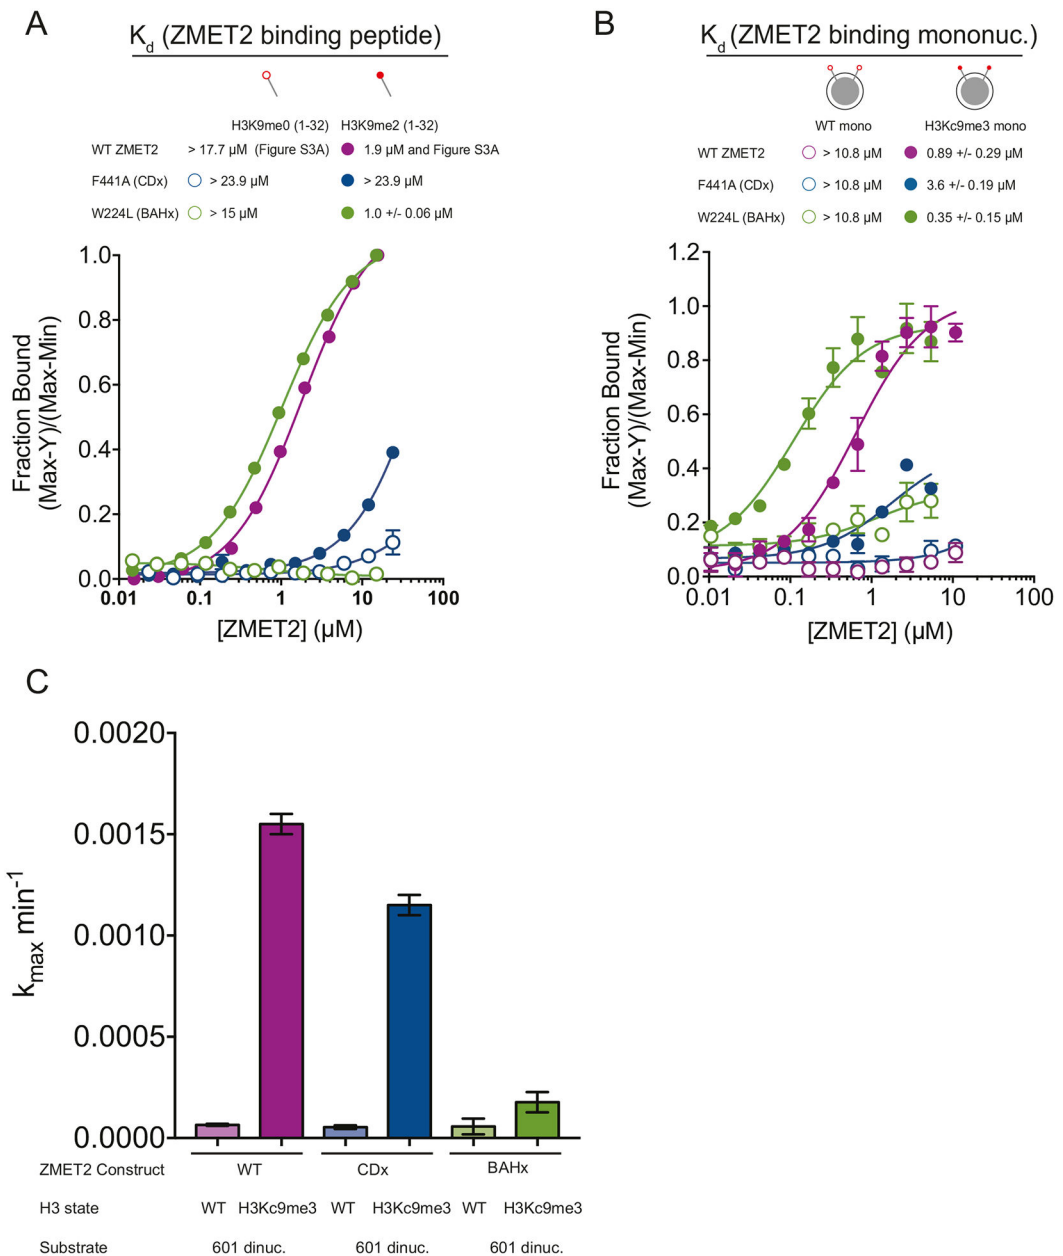 A
K_d (ZMET2 binding peptide)
H3K9me0 (1-32) H3K9me2 (1-32)
WT ZMET2 > 17.7 µM (Figure S3A) 1.9 µM and Figure S3A
F441A (CDx) > 23.9 µM > 23.9 µM
W224L (BAHx) > 15 µM 1.0 +/- 0.06 µM
Fraction Bound
(Max-Y)/(Max-Min)
1.0
0.8
0.6
0.4
0.2
0.0
0.01 0.1 1 10 100
[ZMET2] (µM)
B
K_d (ZMET2 binding mononuc.)
WT mono H3Kc9me3 mono
WT ZMET2 > 10.8 µM 0.89 +/- 0.29 µM
F441A (CDx) > 10.8 µM 3.6 +/- 0.19 µM
W224L (BAHx) > 10.8 µM 0.35 +/- 0.15 µM
Fraction Bound
(Max-Y)/(Max-Min)
1.2
1.0
0.8
0.6
0.4
0.2
0.0
0.01 0.1 1 10 100
[ZMET2] (µM)
C
k_max min^-1
0.0020
0.0015
0.0010
0.0005
0.0000
ZMET2 Construct WT CDx BAHx
H3 state WT H3Kc9me3 WT H3Kc9me3 WT H3Kc9me3
Substrate 601 dinuc. 601 dinuc. 601 dinuc.